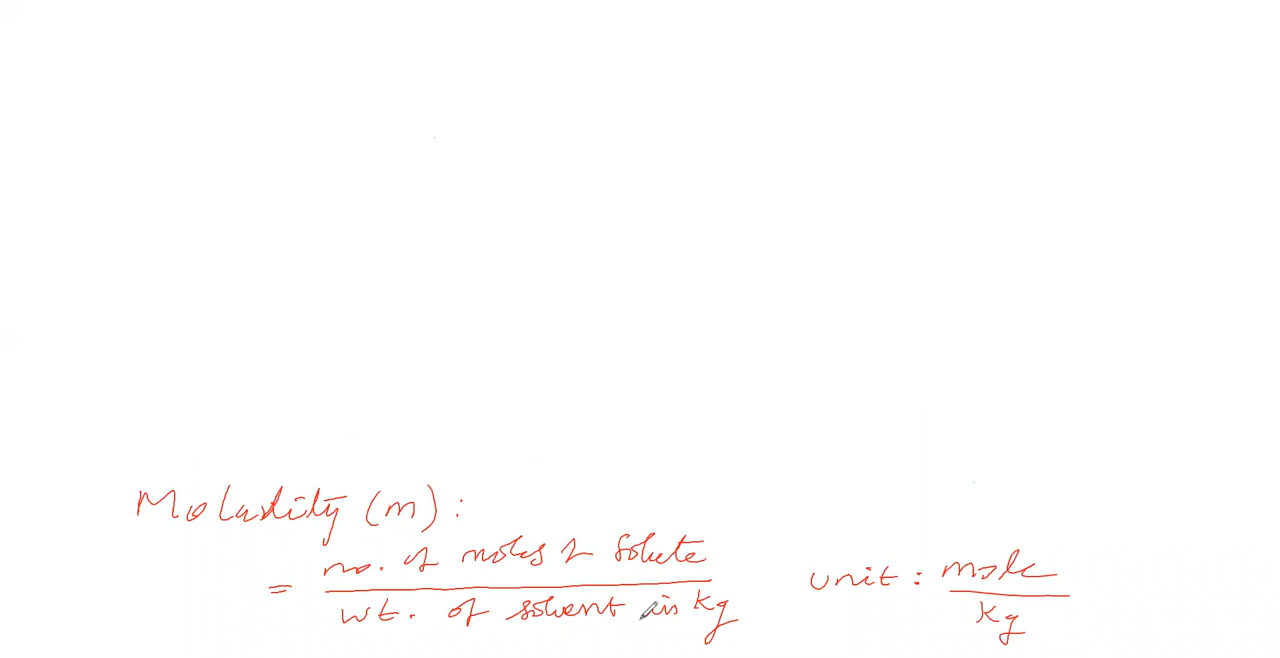 Molality (m) :
= no. of moles of solute / wt. of solvent in kg
unit : mole / kg